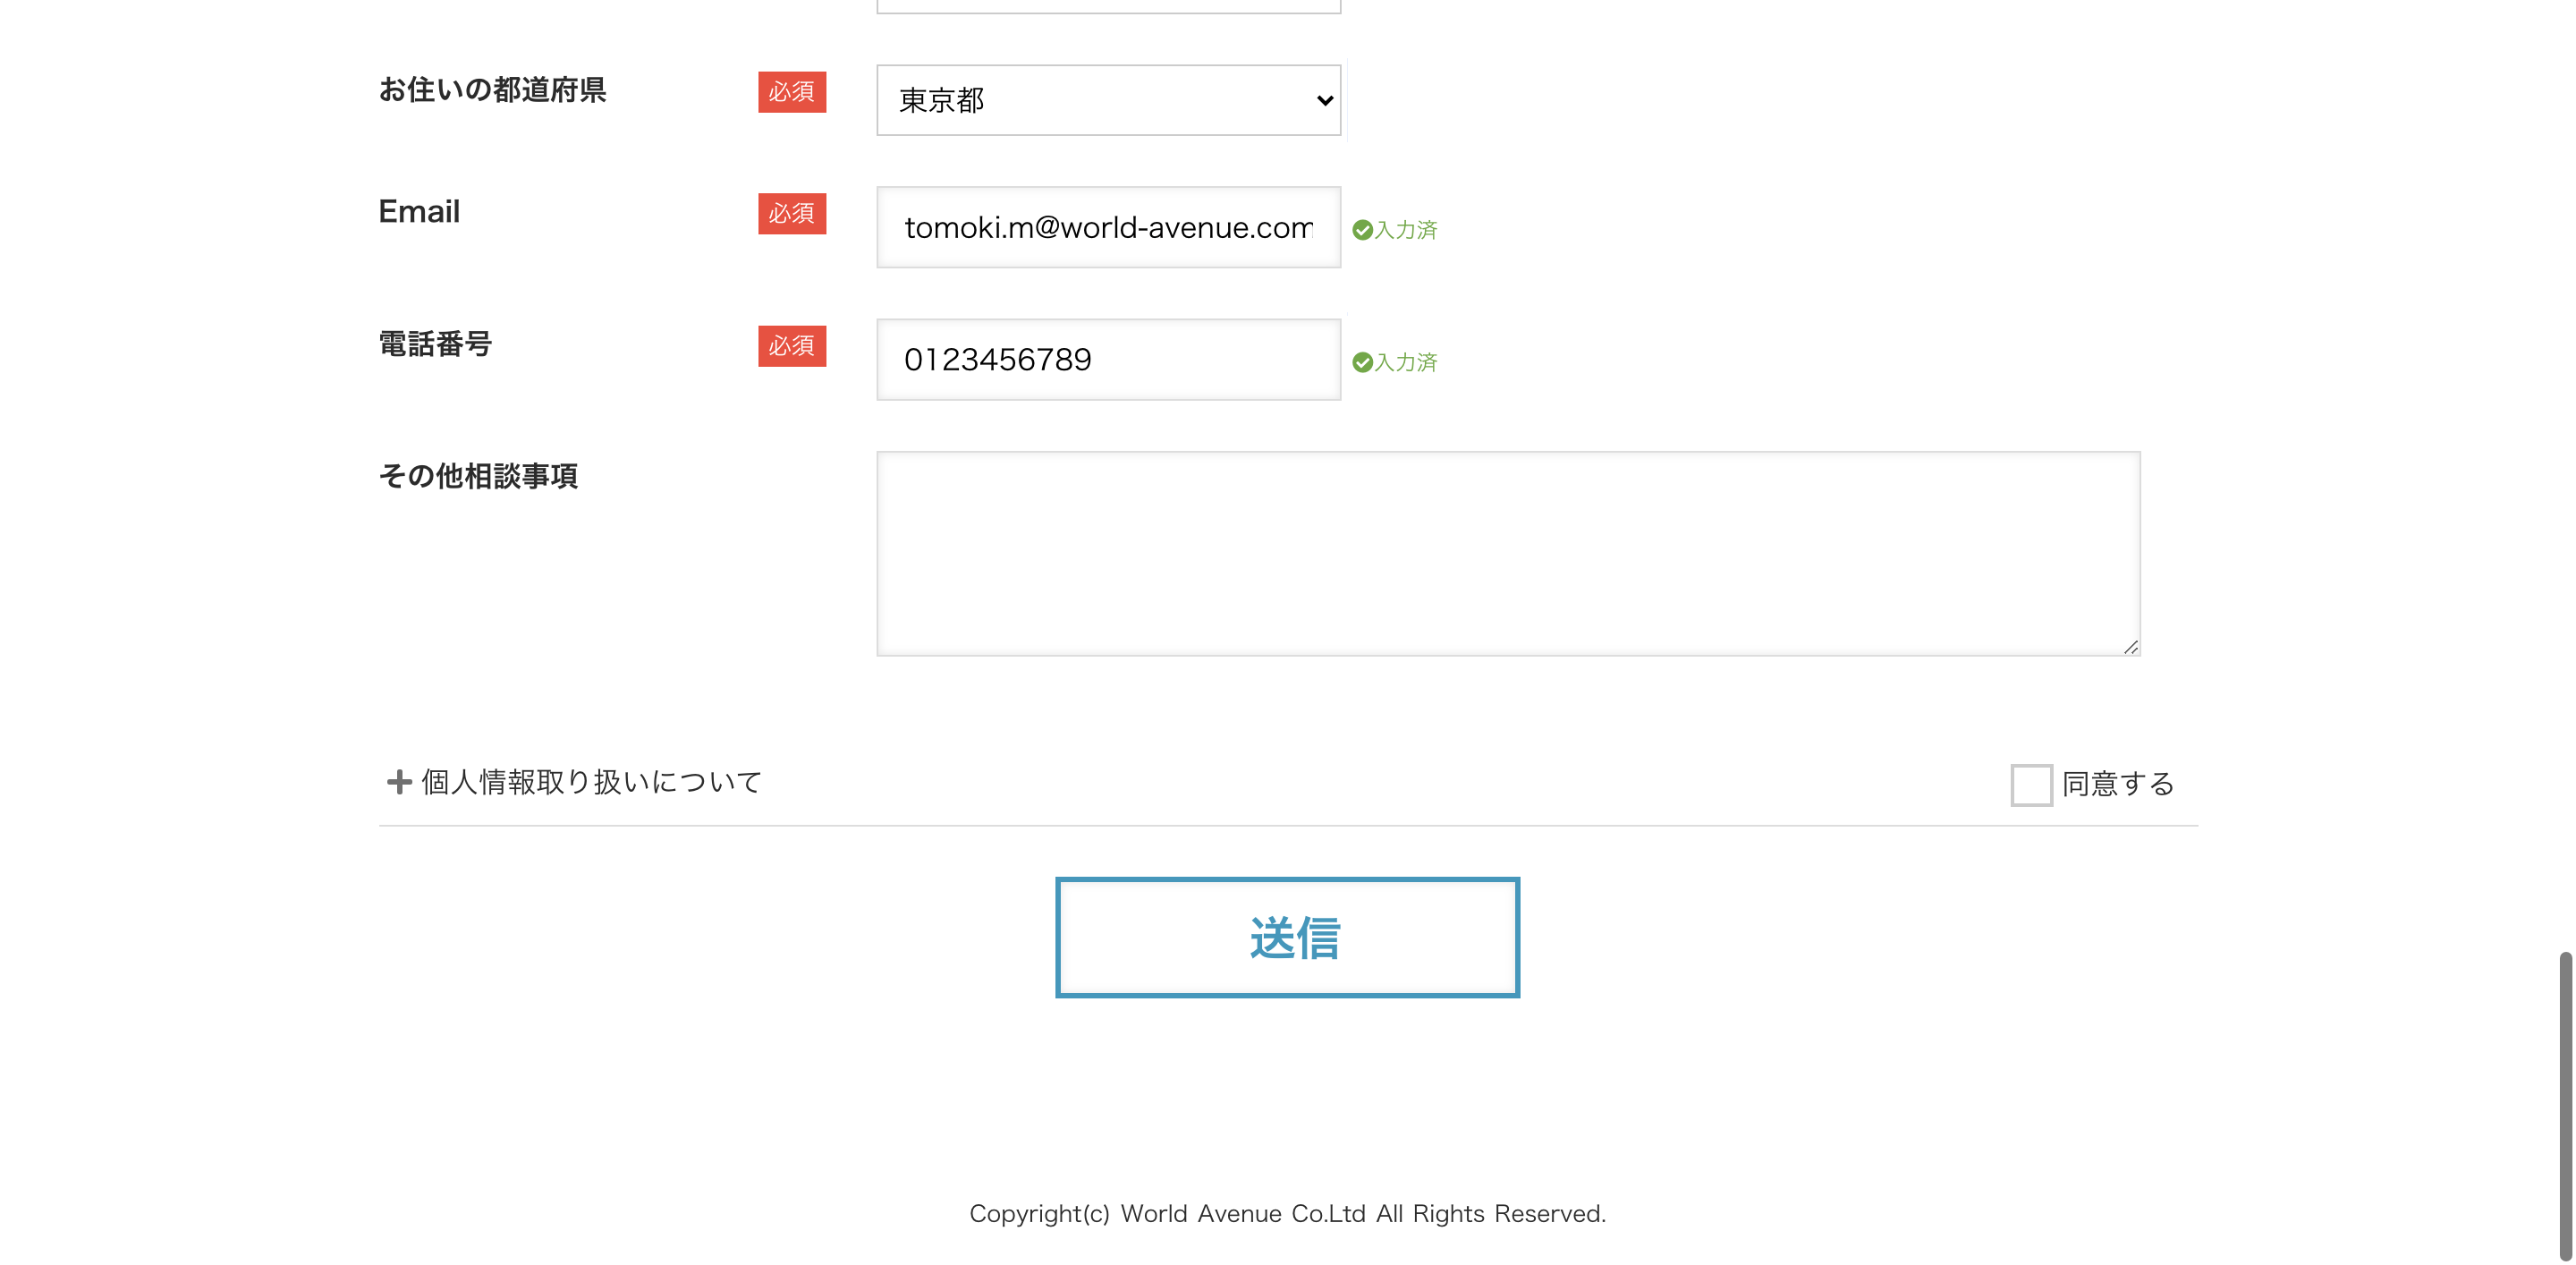 お住いの都道府県 必須 東京都
Email 必須 tomoki.m@world-avenue.com 入力済
電話番号 必須 0123456789 入力済
その他相談事項
個人情報取り扱いについて 同意する
送信
Copyright(c) World Avenue Co.Ltd All Rights Reserved.